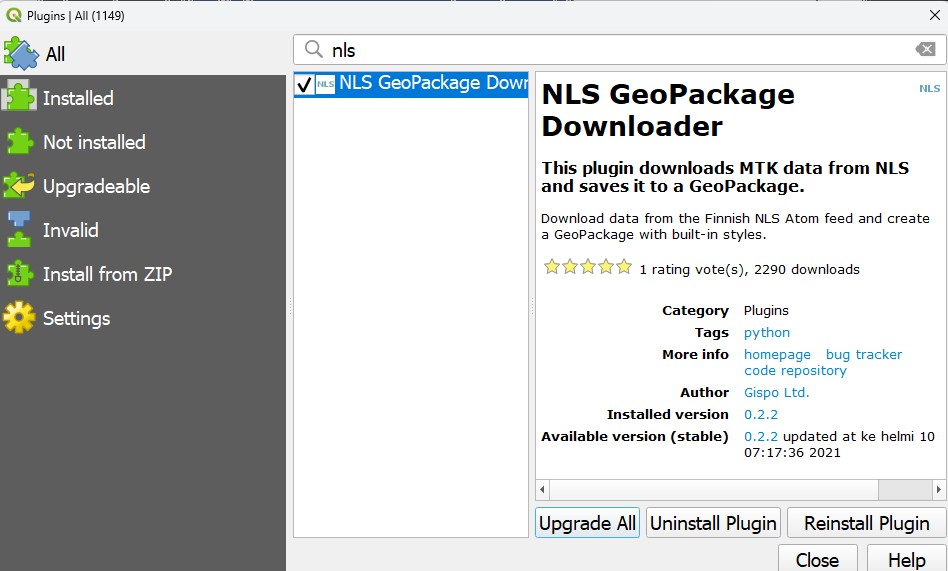 Plugins | All (1149)
All
Installed
Not installed
Upgradeable
Invalid
Install from ZIP
Settings
nls
NLS NLS GeoPackage Down
NLS GeoPackage
Downloader
NLS
This plugin downloads MTK data from NLS
and saves it to a GeoPackage.
Download data from the Finnish NLS Atom feed and create
a GeoPackage with built-in styles.
1 rating vote(s), 2290 downloads
Category Plugins
Tags python
More info homepage bug tracker
code repository
Author Gispo Ltd.
Installed version 0.2.2
Available version (stable) 0.2.2 updated at ke helmi 10
07:17:36 2021
Upgrade All Uninstall Plugin Reinstall Plugin
Close Help